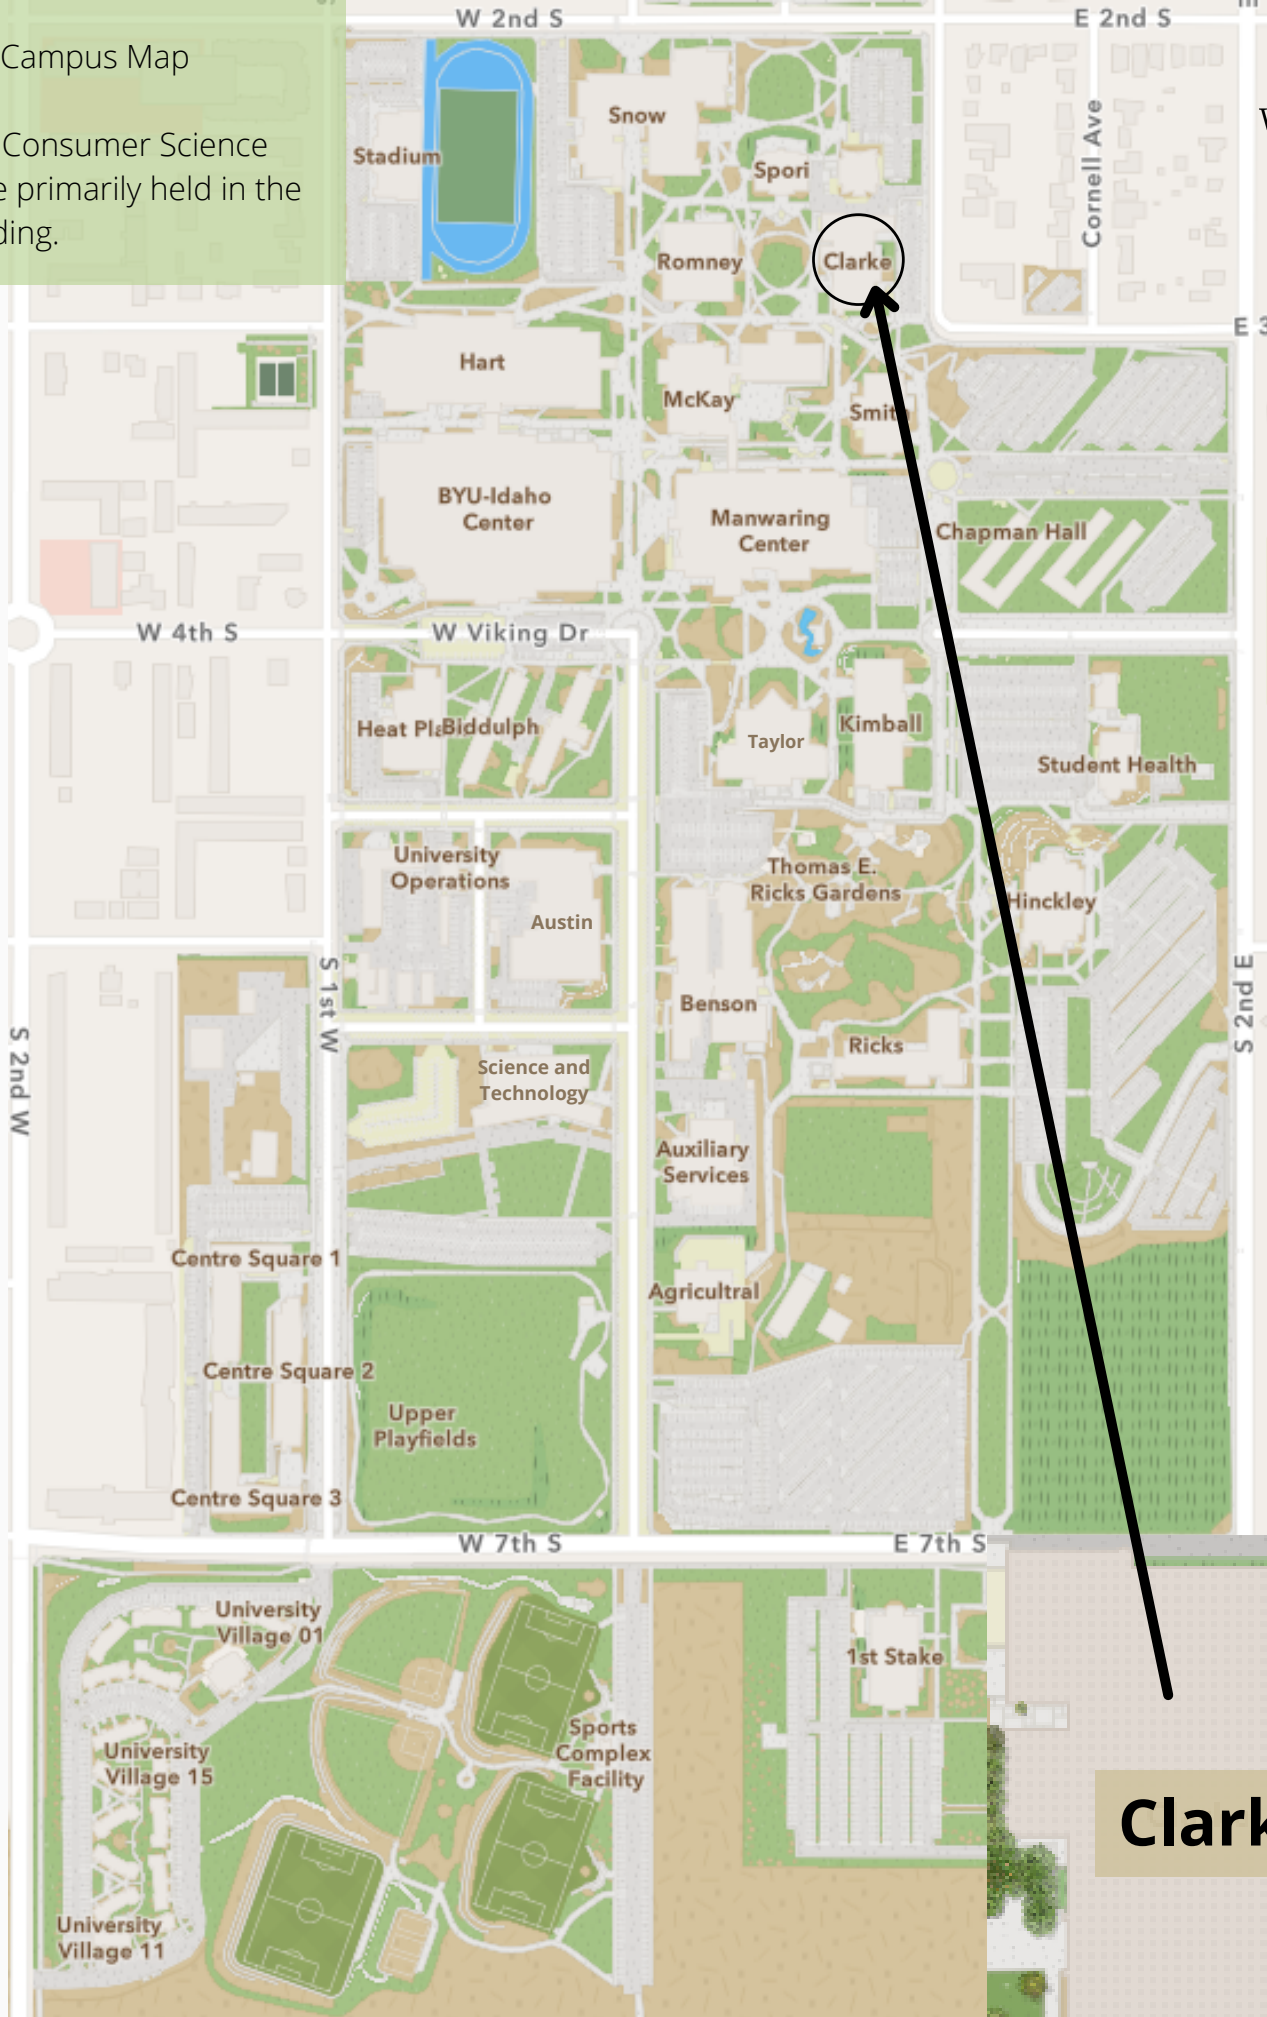 W 2nd S
E 2nd S
Campus Map
Consumer Science
primarily held in the
Cornell Ave
Snow
Stadium
Spori
Romney
Clarke
E 3
Hart
McKay
Smith
BYU-Idaho
Center
Manwaring
Center
Chapman Hall
W 4th S
W Viking Dr
Heat Pla
Biddulph
Taylor
Kimball
Student Health
University
Operations
Austin
Thomas E.
Ricks Gardens
Hinckley
S 1st W
S 2nd W
S 2nd E
Benson
Ricks
Science and
Technology
Auxiliary
Services
Centre Square 1
Agricultral
Centre Square 2
Upper
Playfields
Centre Square 3
W 7th S
E 7th S
University
Village 01
1st Stake
Sports
Complex
Facility
University
Village 15
Clark
University
Village 11